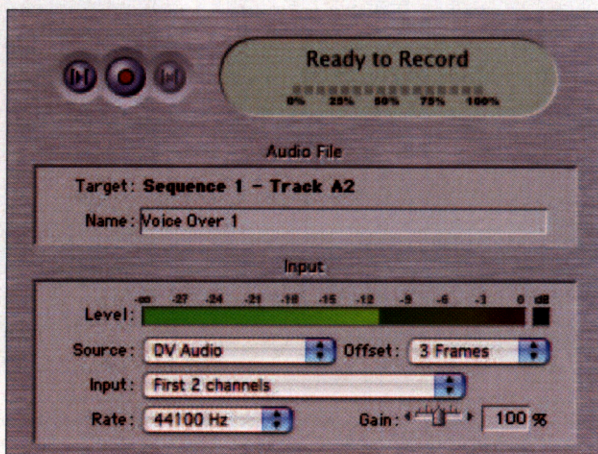 Ready to Record
0% 25% 50% 75% 100%
Audio File
Target: Sequence 1 - Track A2
Name: Voice Over 1
Input
-∞ -27 -24 -21 -18 -15 -12 -9 -6 -3 0 dB
Level:
Source: DV Audio Offset: 3 Frames
Input: First 2 channels
Rate: 44100 Hz Gain: 100 %